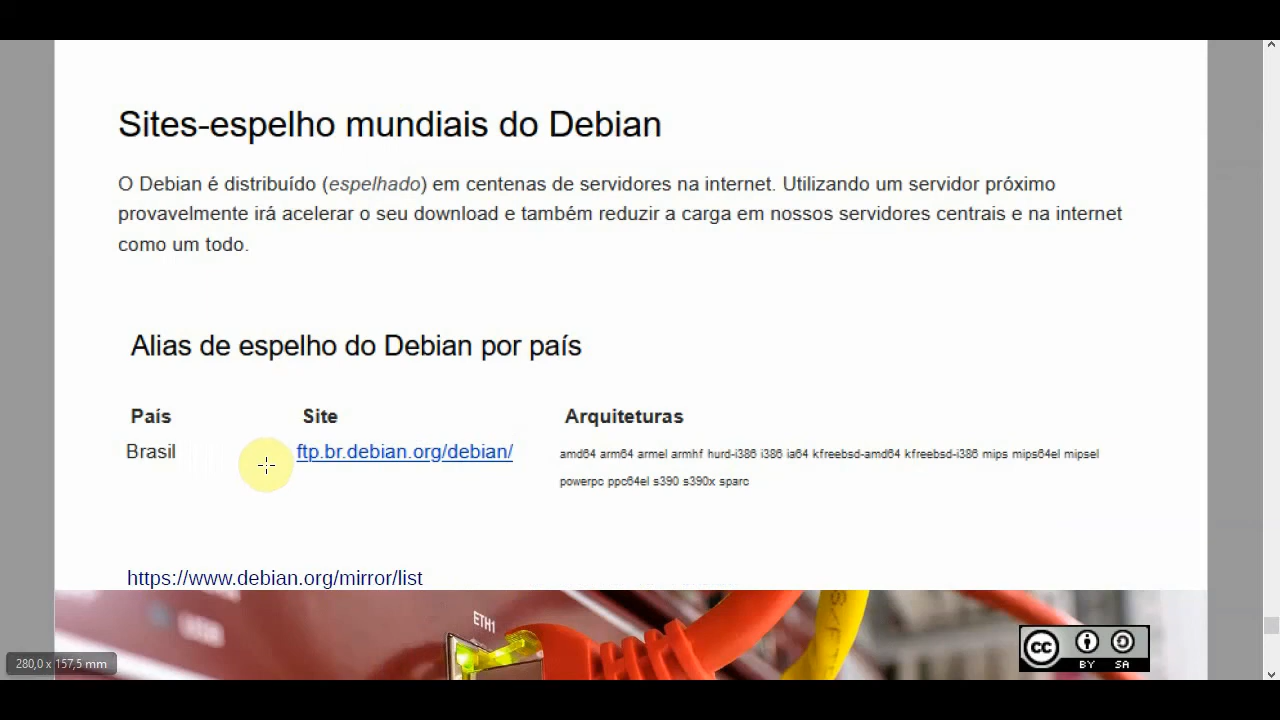 Sites-espelho mundiais do Debian
O Debian é distribuído (espelhado) em centenas de servidores na internet. Utilizando um servidor próximo
provavelmente irá acelerar o seu download e também reduzir a carga em nossos servidores centrais e na internet
como um todo.
Alias de espelho do Debian por país
País Site Arquiteturas
Brasil ftp.br.debian.org/debian/ amd64 arm64 armel armhf hurd-i386 i386 ia64 kfreebsd-amd64 kfreebsd-i386 mips mips64el mipsel
powerpc ppc64el s390 s390x sparc
https://www.debian.org/mirror/list
ETH1
280,0 x 157,5 mm
cc
BY SA